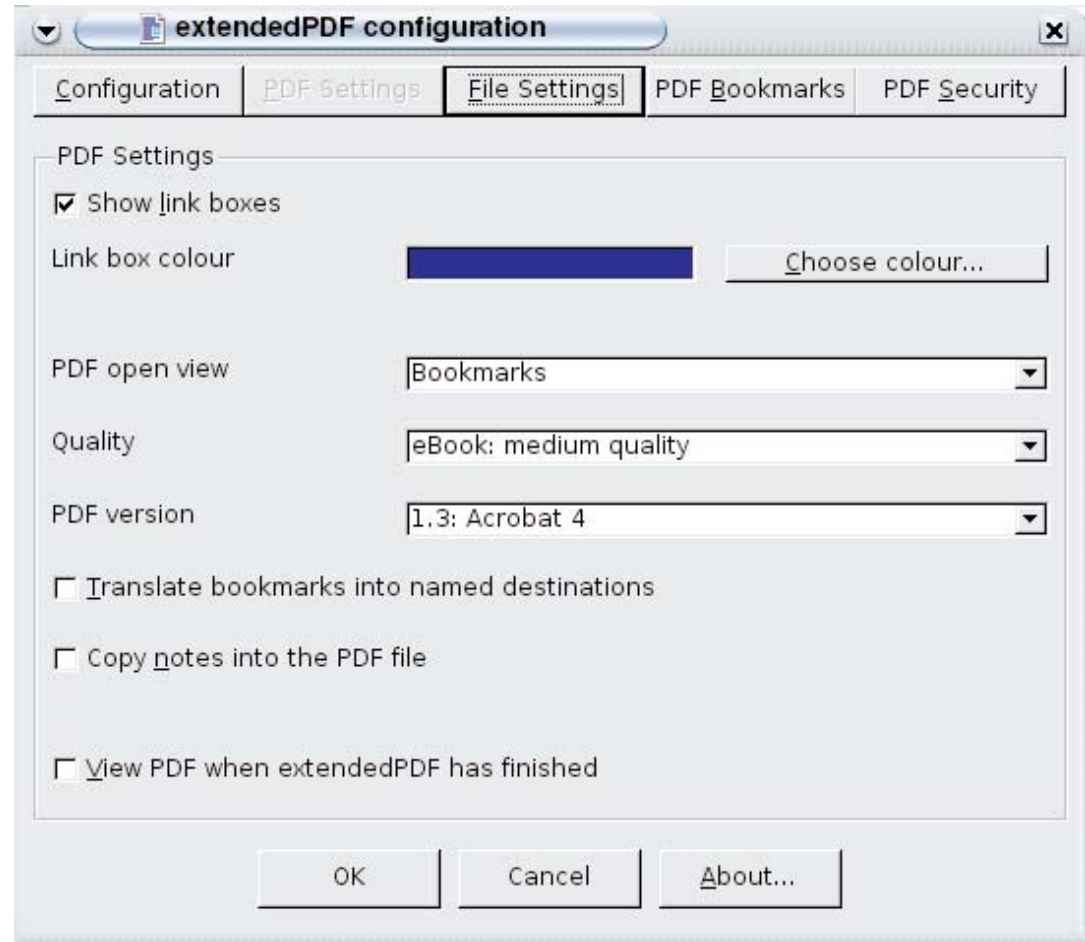 extendedPDF configuration
Configuration PDF Settings File Settings PDF Bookmarks PDF Security
PDF Settings
Show link boxes
Link box colour Choose colour...
PDF open view Bookmarks
Quality eBook: medium quality
PDF version 1.3: Acrobat 4
Translate bookmarks into named destinations
Copy notes into the PDF file
View PDF when extendedPDF has finished
OK Cancel About...